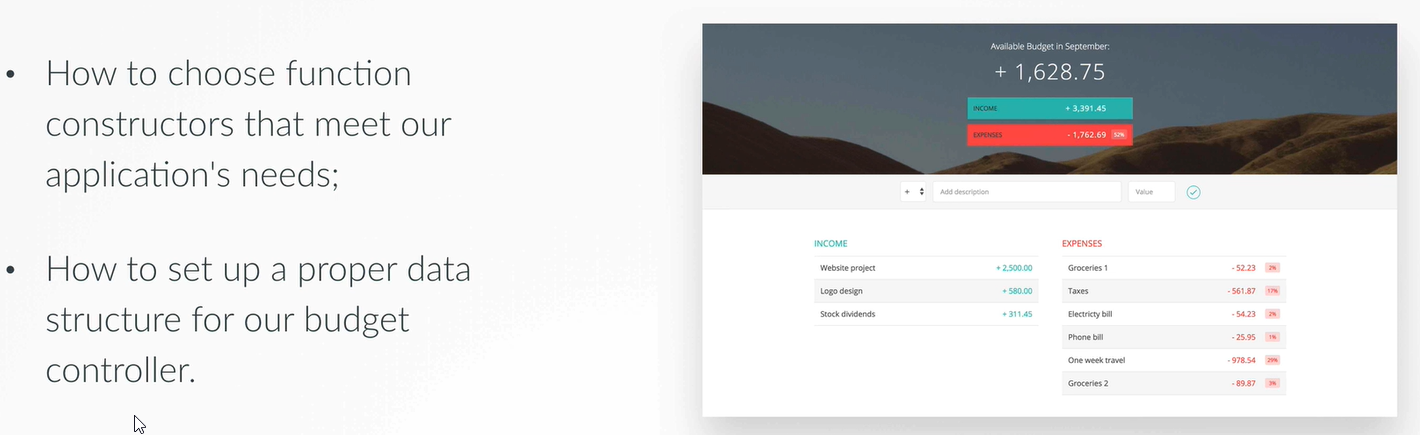 • How to choose function
constructors that meet our
application's needs;
• How to set up a proper data
structure for our budget
controller.
Available Budget in September:
+ 1,628.75
INCOME + 3,391.45
EXPENSES - 1,762.69 52%
+ Add description Value
INCOME
Website project + 2,500.00
Logo design + 580.00
Stock dividends + 311.45
EXPENSES
Groceries 1 - 52.23 2%
Taxes - 561.87 17%
Electricty bill - 54.23 2%
Phone bill - 25.95 1%
One week travel - 978.54 29%
Groceries 2 - 89.87 3%